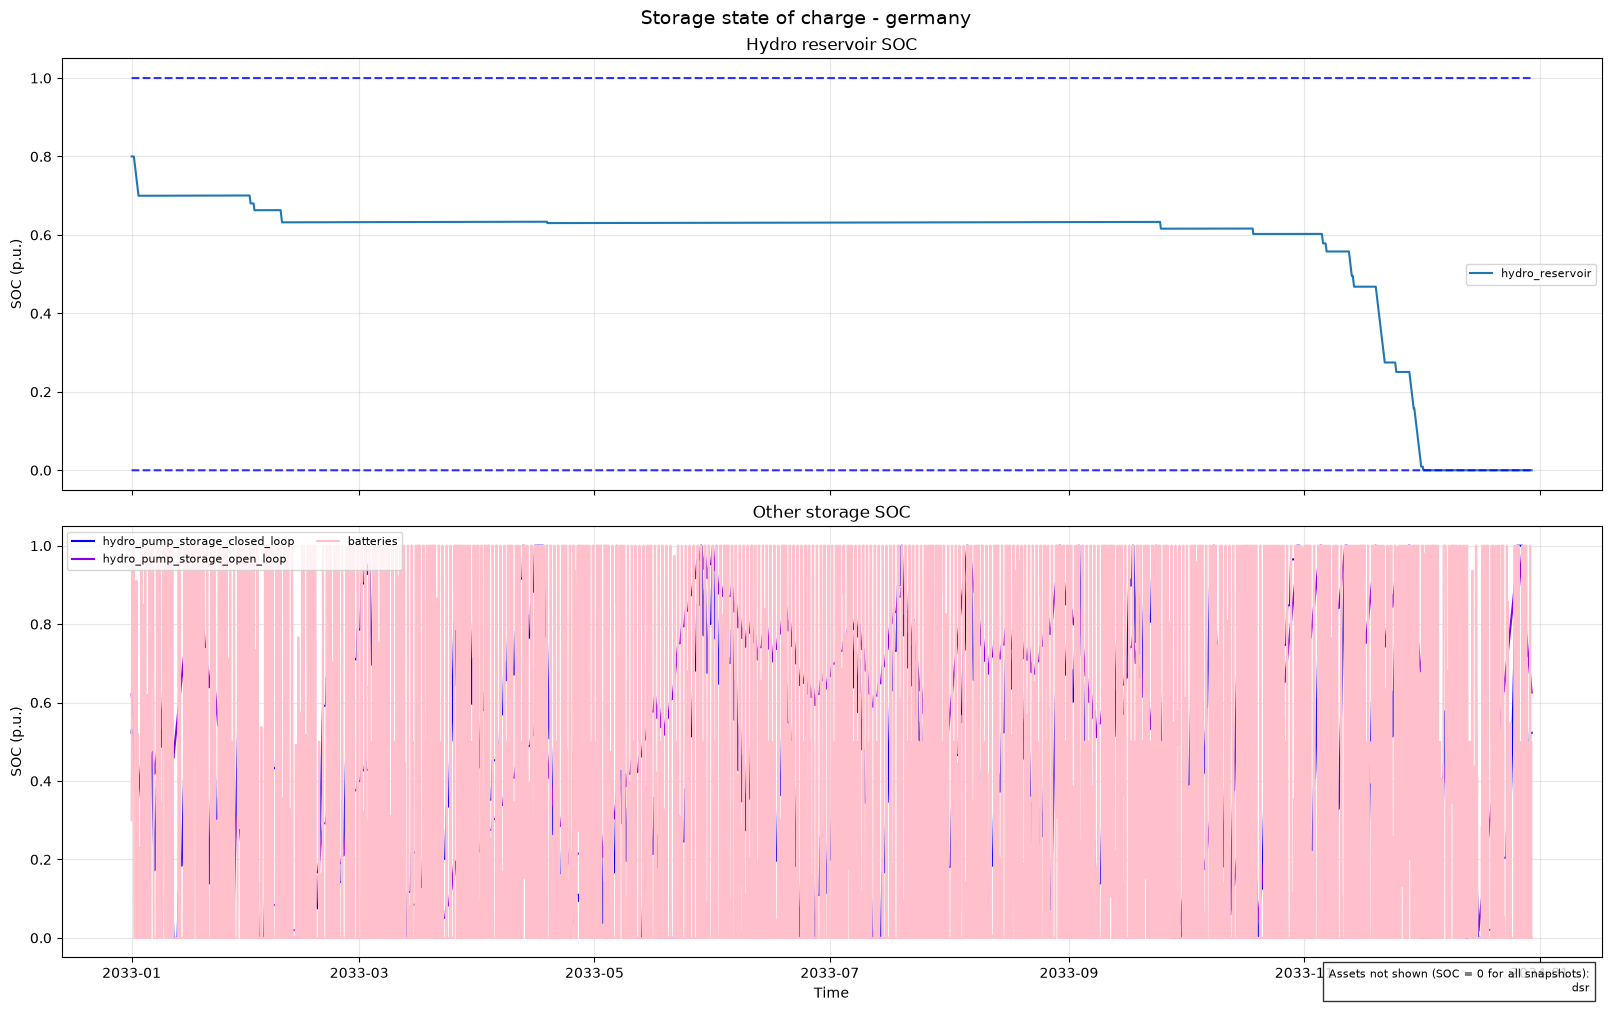 Storage state of charge - germany
Hydro reservoir SOC
1.0
0.8
0.6
0.4
0.2
0.0
SOC (p.u.)
hydro_reservoir
Other storage SOC
hydro_pump_storage_closed_loop
hydro_pump_storage_open_loop
batteries
1.0
0.8
0.6
0.4
0.2
0.0
SOC (p.u.)
2033-01
2033-03
2033-05
2033-07
2033-09
Time
Assets not shown (SOC = 0 for all snapshots):
dsr